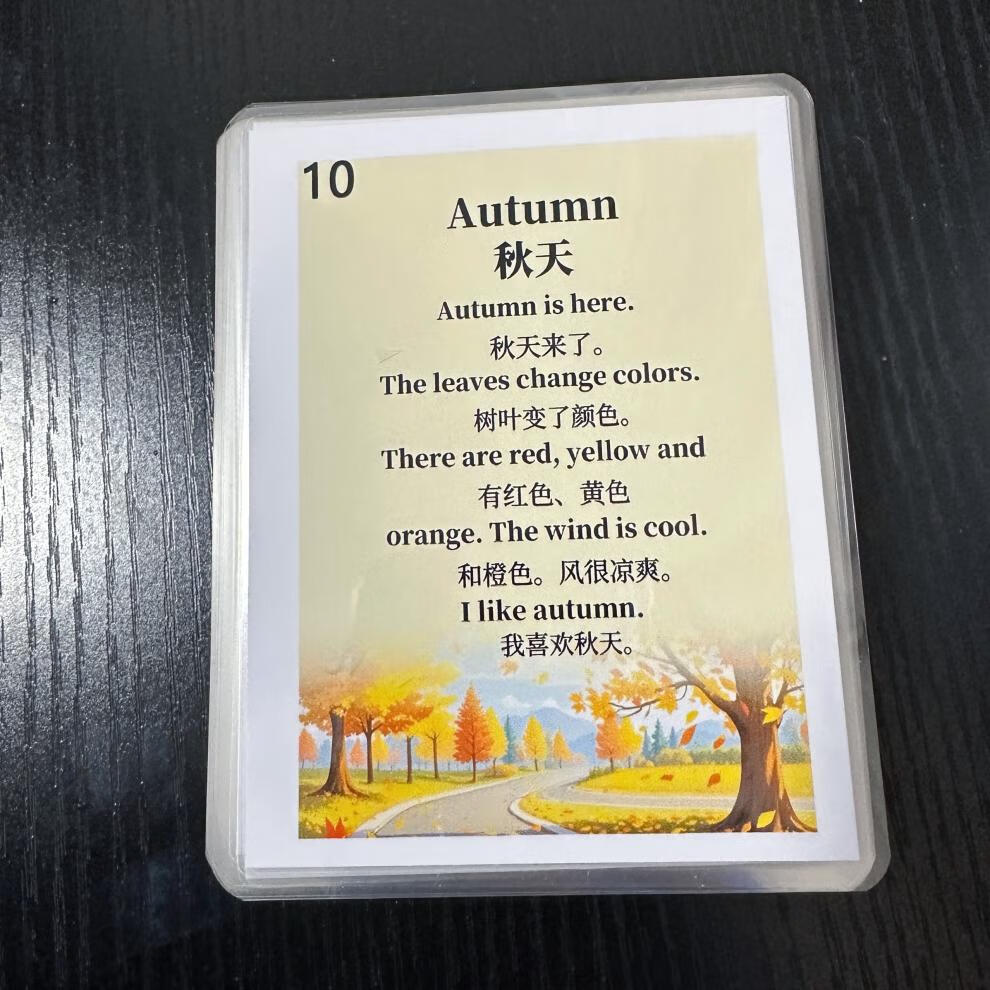 10
Autumn
秋天
Autumn is here.
秋天来了。
The leaves change colors.
树叶变了颜色。
There are red, yellow and
有红色、黄色
orange. The wind is cool.
和橙色。风很凉爽。
I like autumn.
我喜欢秋天。